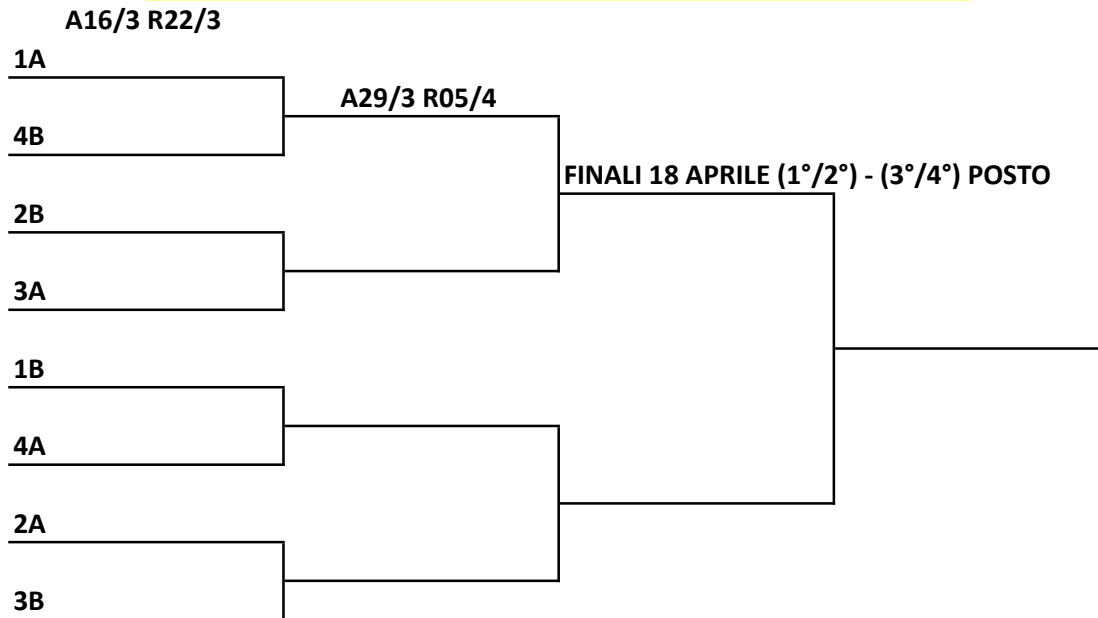 A16/3 R22/3
1A
A29/3 R05/4
4B
FINALI 18 APRILE (1°/2°) - (3°/4°) POSTO
2B
3A
1B
4A
2A
3B